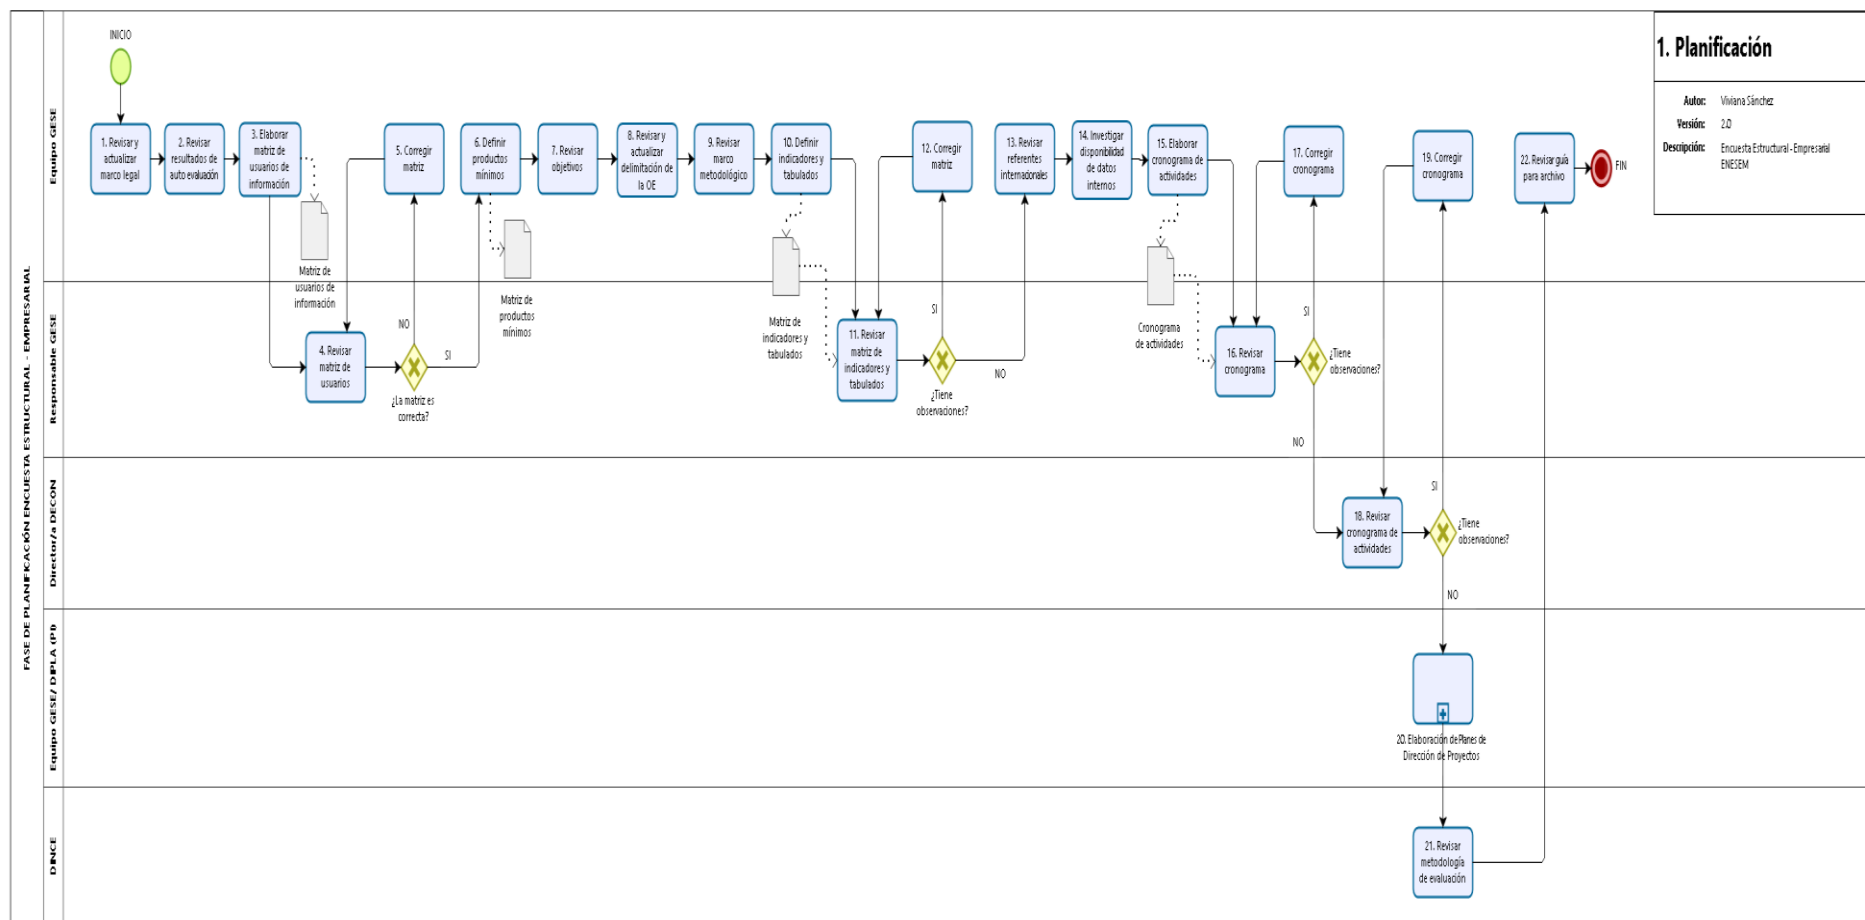 FASE DE PLANIFICACIÓN ENCUESTA ESTRUCTURAL - EMPRESARIAL
1. Planificación
Autor: Viviana Sánchez
Versión: 2.0
Descripción: Encuesta Estructural - Empresarial
ENESEM
Equipo GESE
INICIO
1. Revisar y
actualizar
marco legal
2. Revisar
resultados de
auto evaluación
3. Elaborar
matriz de
usuarios de
información
Matriz de
usuarios de
información
5. Corregir
matriz
6. Definir
productos
mínimos
Matriz de
productos
mínimos
7. Revisar
objetivos
8. Revisar y
actualizar
delimitación de
la OE
9. Revisar
marco
metodológico
10. Definir
indicadores y
tabulados
Matriz de
indicadores y
tabulados
12. Corregir
matriz
13. Revisar
referentes
internacionales
14. Investigar
disponibilidad
de datos
internos
15. Elaborar
cronograma de
actividades
Cronograma
de actividades
17. Corregir
cronograma
19. Corregir
cronograma
22. Revisar guía
para archivo
FIN
Responsable GESE
4. Revisar
matriz de
usuarios
NO
SI
¿La matriz es
correcta?
11. Revisar
matriz de
indicadores y
tabulados
SI
NO
¿Tiene
observaciones?
16. Revisar
cronograma
SI
¿Tiene
observaciones?
NO
Director/a DECON
18. Revisar
cronograma de
actividades
SI
¿Tiene
observaciones?
NO
Equipo GESE/ DIPLA (PI)
20. Elaboración de Planes de
Dirección de Proyectos
DINCE
21. Revisar
metodología
de evaluación